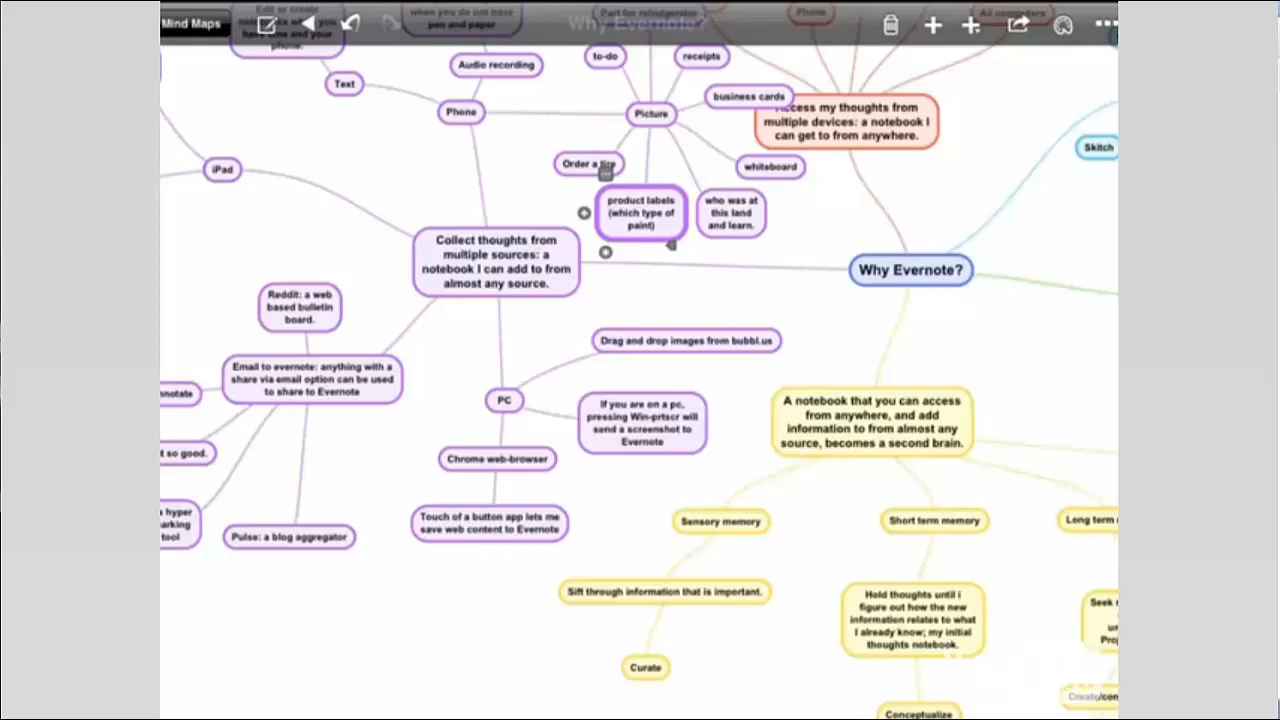 Mind Maps
Edit or create
have time and your
phone.
when you do not have
pen and paper
Why Evernote?
Part for refridgerator
Phone
All computers
Text
Audio recording
Phone
to-do
receipts
Picture
business cards
Access my thoughts from
multiple devices: a notebook I
can get to from anywhere.
Skitch
iPad
Order a tire
whiteboard
product labels
(which type of
paint)
who was at
this land
and learn.
Collect thoughts from
multiple sources: a
notebook I can add to from
almost any source.
Why Evernote?
Reddit: a web
based bulletin
board.
Email to evernote: anything with a
share via email option can be used
to share to Evernote
nnotate
t so good.
hyper
arking
tool
Pulse: a blog aggregator
Drag and drop images from bubbl.us
PC
If you are on a pc,
pressing Win-prtscr will
send a screenshot to
Evernote
Chrome web-browser
Touch of a button app lets me
save web content to Evernote
A notebook that you can access
from anywhere, and add
information to from almost any
source, becomes a second brain.
Sensory memory
Short term memory
Long term
Sift through information that is important.
Hold thoughts until i
figure out how the new
information relates to what
I already know; my initial
thoughts notebook.
Seek
Proj
Curate
Create/con
Conceptualize